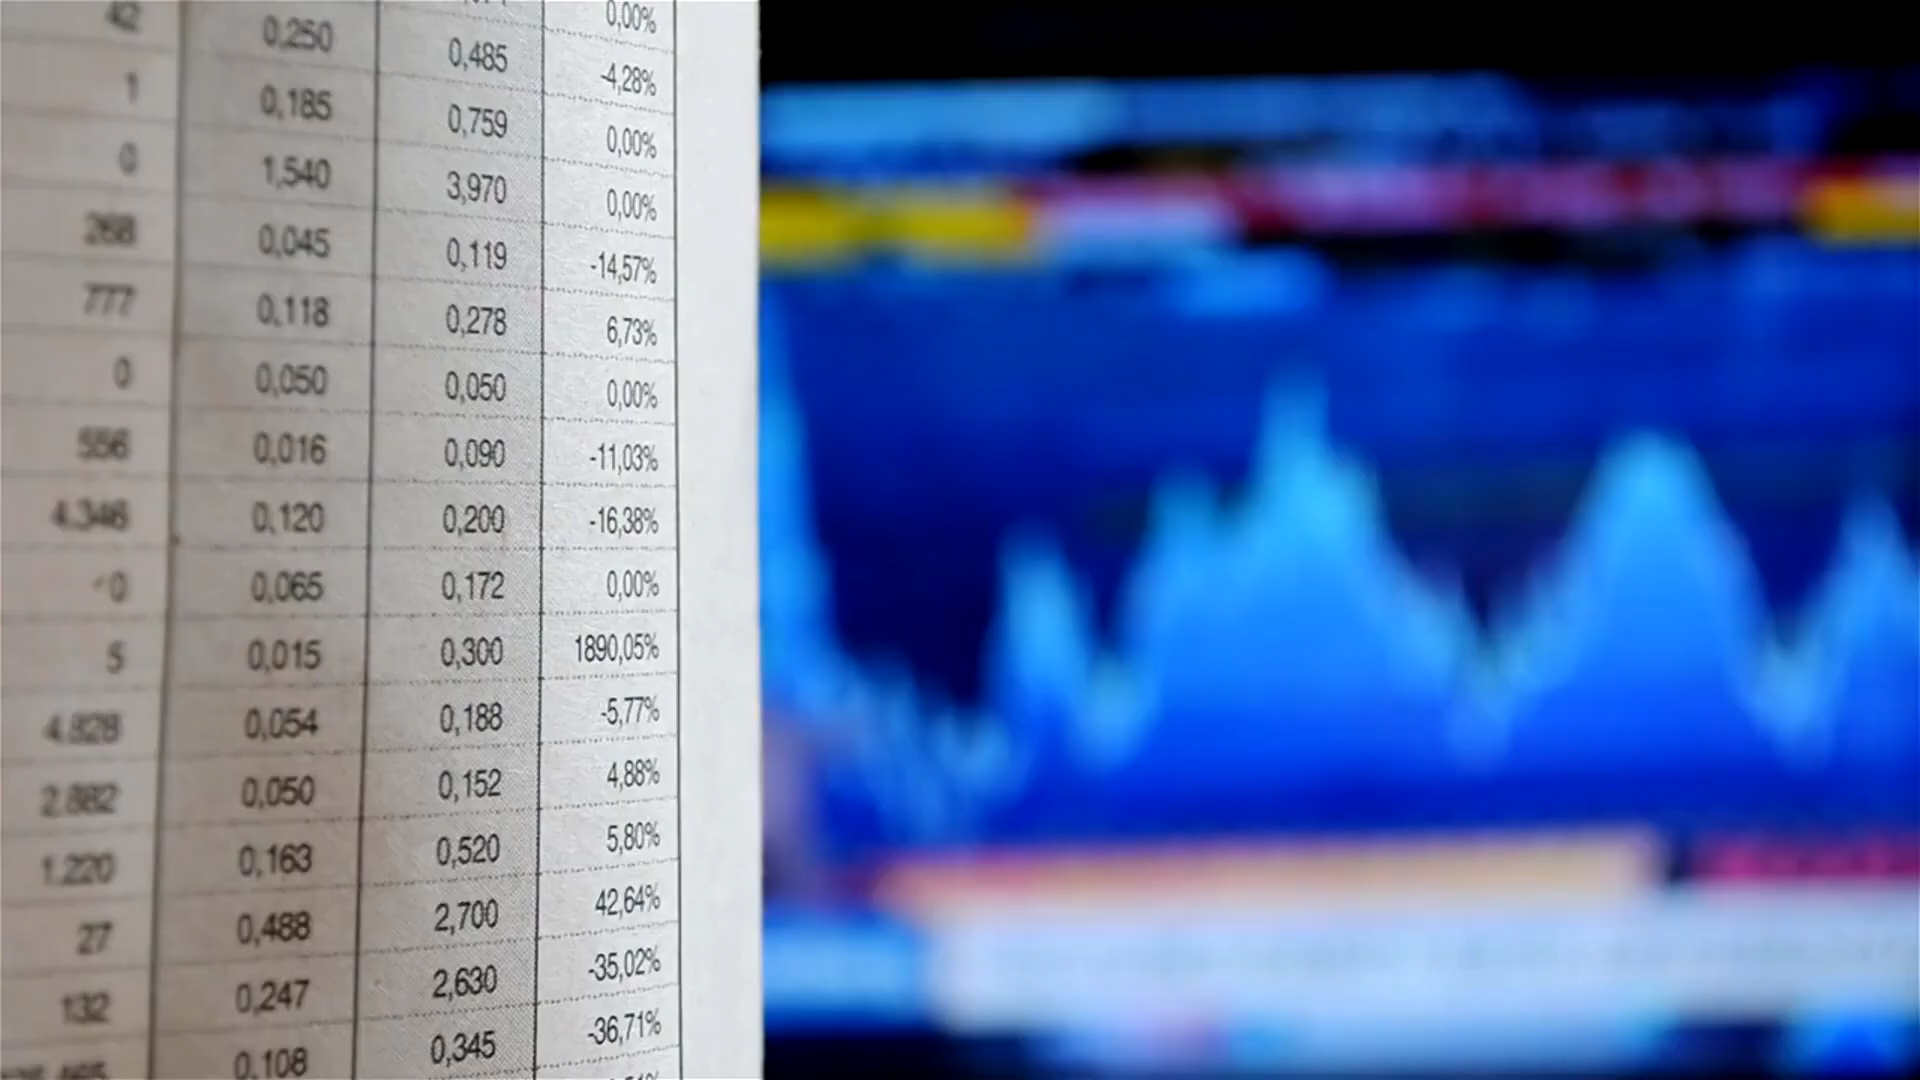 42 0,250 0,485 0,00%
1 0,185 0,759 -4,28%
0 1,540 3,970 0,00%
268 0,045 0,119 0,00%
777 0,118 0,278 -14,57%
0 0,050 0,050 6,73%
556 0,016 0,090 0,00%
4.346 0,120 0,200 -11,03%
0 0,065 0,172 -16,38%
5 0,015 0,300 0,00%
4.828 0,054 0,188 1890,05%
2.882 0,050 0,152 -5,77%
1.220 0,163 0,520 4,88%
27 0,488 2,700 5,80%
132 0,247 2,630 42,64%
0,108 0,345 -35,02%
-36,71%